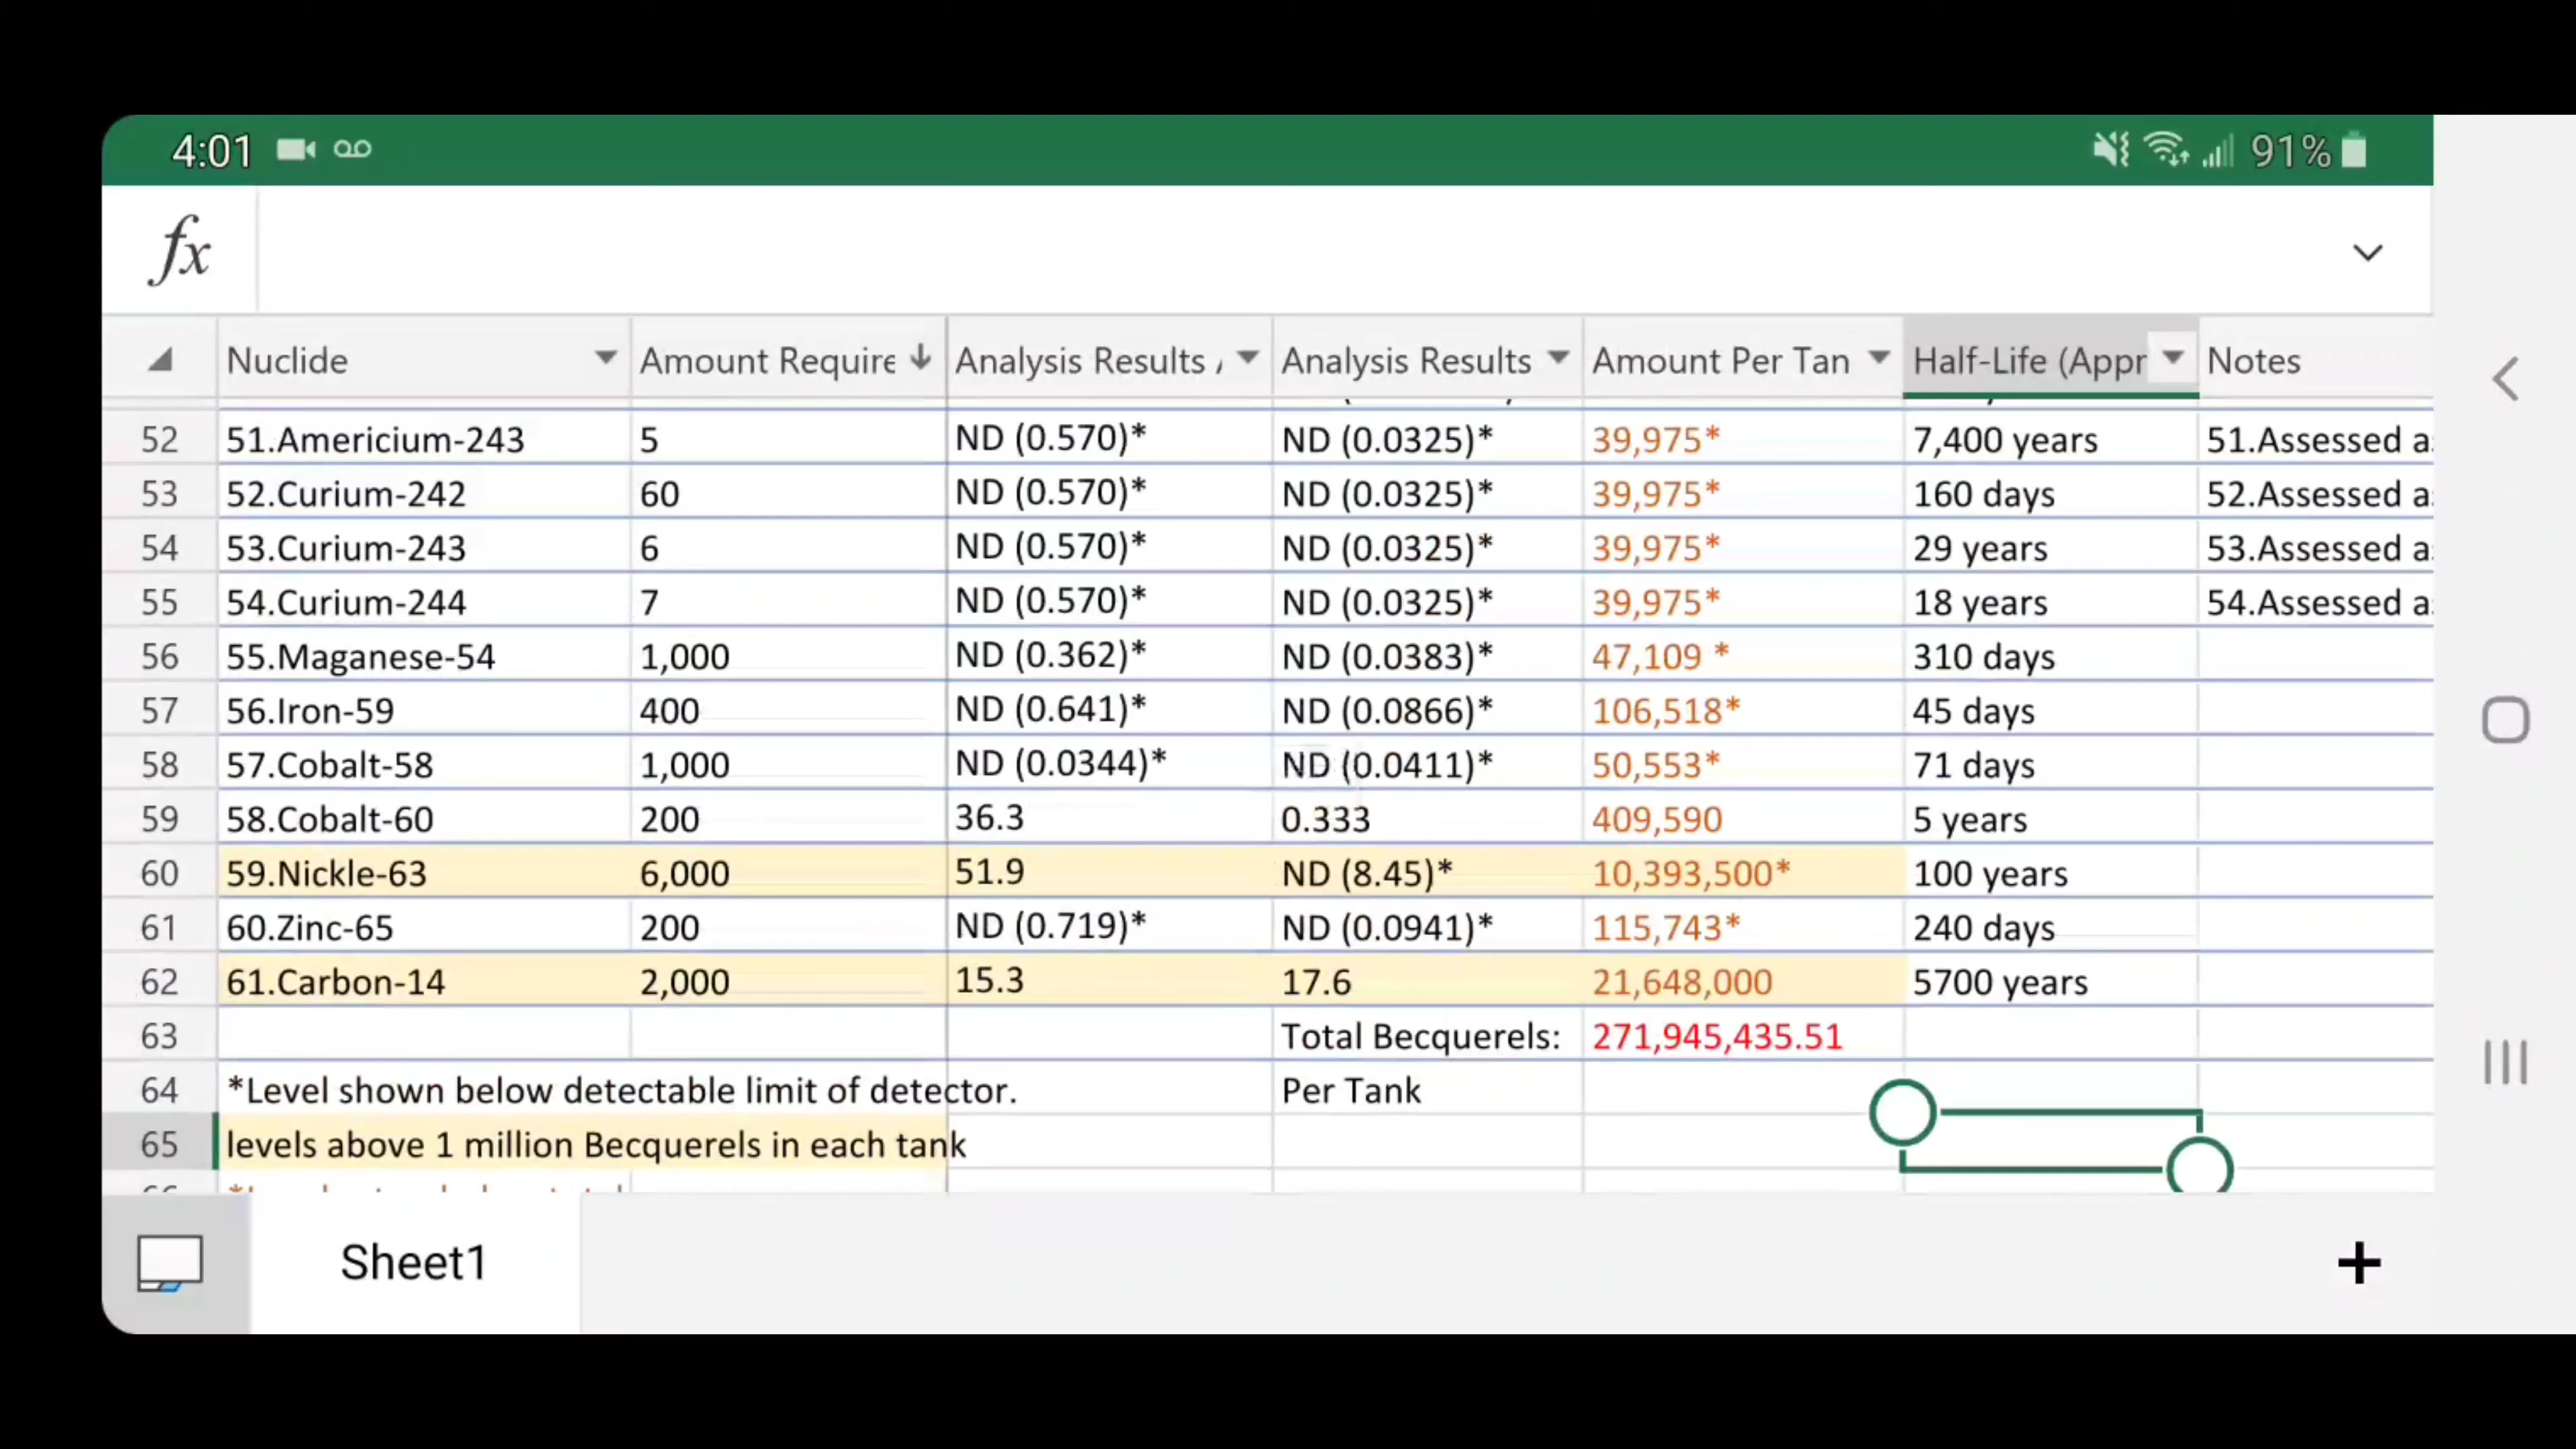 4:01 91%
fx
Nuclide Amount Require Analysis Results Analysis Results Amount Per Tan Half-Life (Appr Notes
52 51.Americium-243 5 ND (0.570)* ND (0.0325)* 39,975* 7,400 years 51.Assessed a
53 52.Curium-242 60 ND (0.570)* ND (0.0325)* 39,975* 160 days 52.Assessed a
54 53.Curium-243 6 ND (0.570)* ND (0.0325)* 39,975* 29 years 53.Assessed a
55 54.Curium-244 7 ND (0.570)* ND (0.0325)* 39,975* 18 years 54.Assessed a
56 55.Maganese-54 1,000 ND (0.362)* ND (0.0383)* 47,109 * 310 days
57 56.Iron-59 400 ND (0.641)* ND (0.0866)* 106,518* 45 days
58 57.Cobalt-58 1,000 ND (0.0344)* ND (0.0411)* 50,553* 71 days
59 58.Cobalt-60 200 36.3 0.333 409,590 5 years
60 59.Nickle-63 6,000 51.9 ND (8.45)* 10,393,500* 100 years
61 60.Zinc-65 200 ND (0.719)* ND (0.0941)* 115,743* 240 days
62 61.Carbon-14 2,000 15.3 17.6 21,648,000 5700 years
63 Total Becquerels: 271,945,435.51
64 *Level shown below detectable limit of detector. Per Tank
65 levels above 1 million Becquerels in each tank
Sheet1